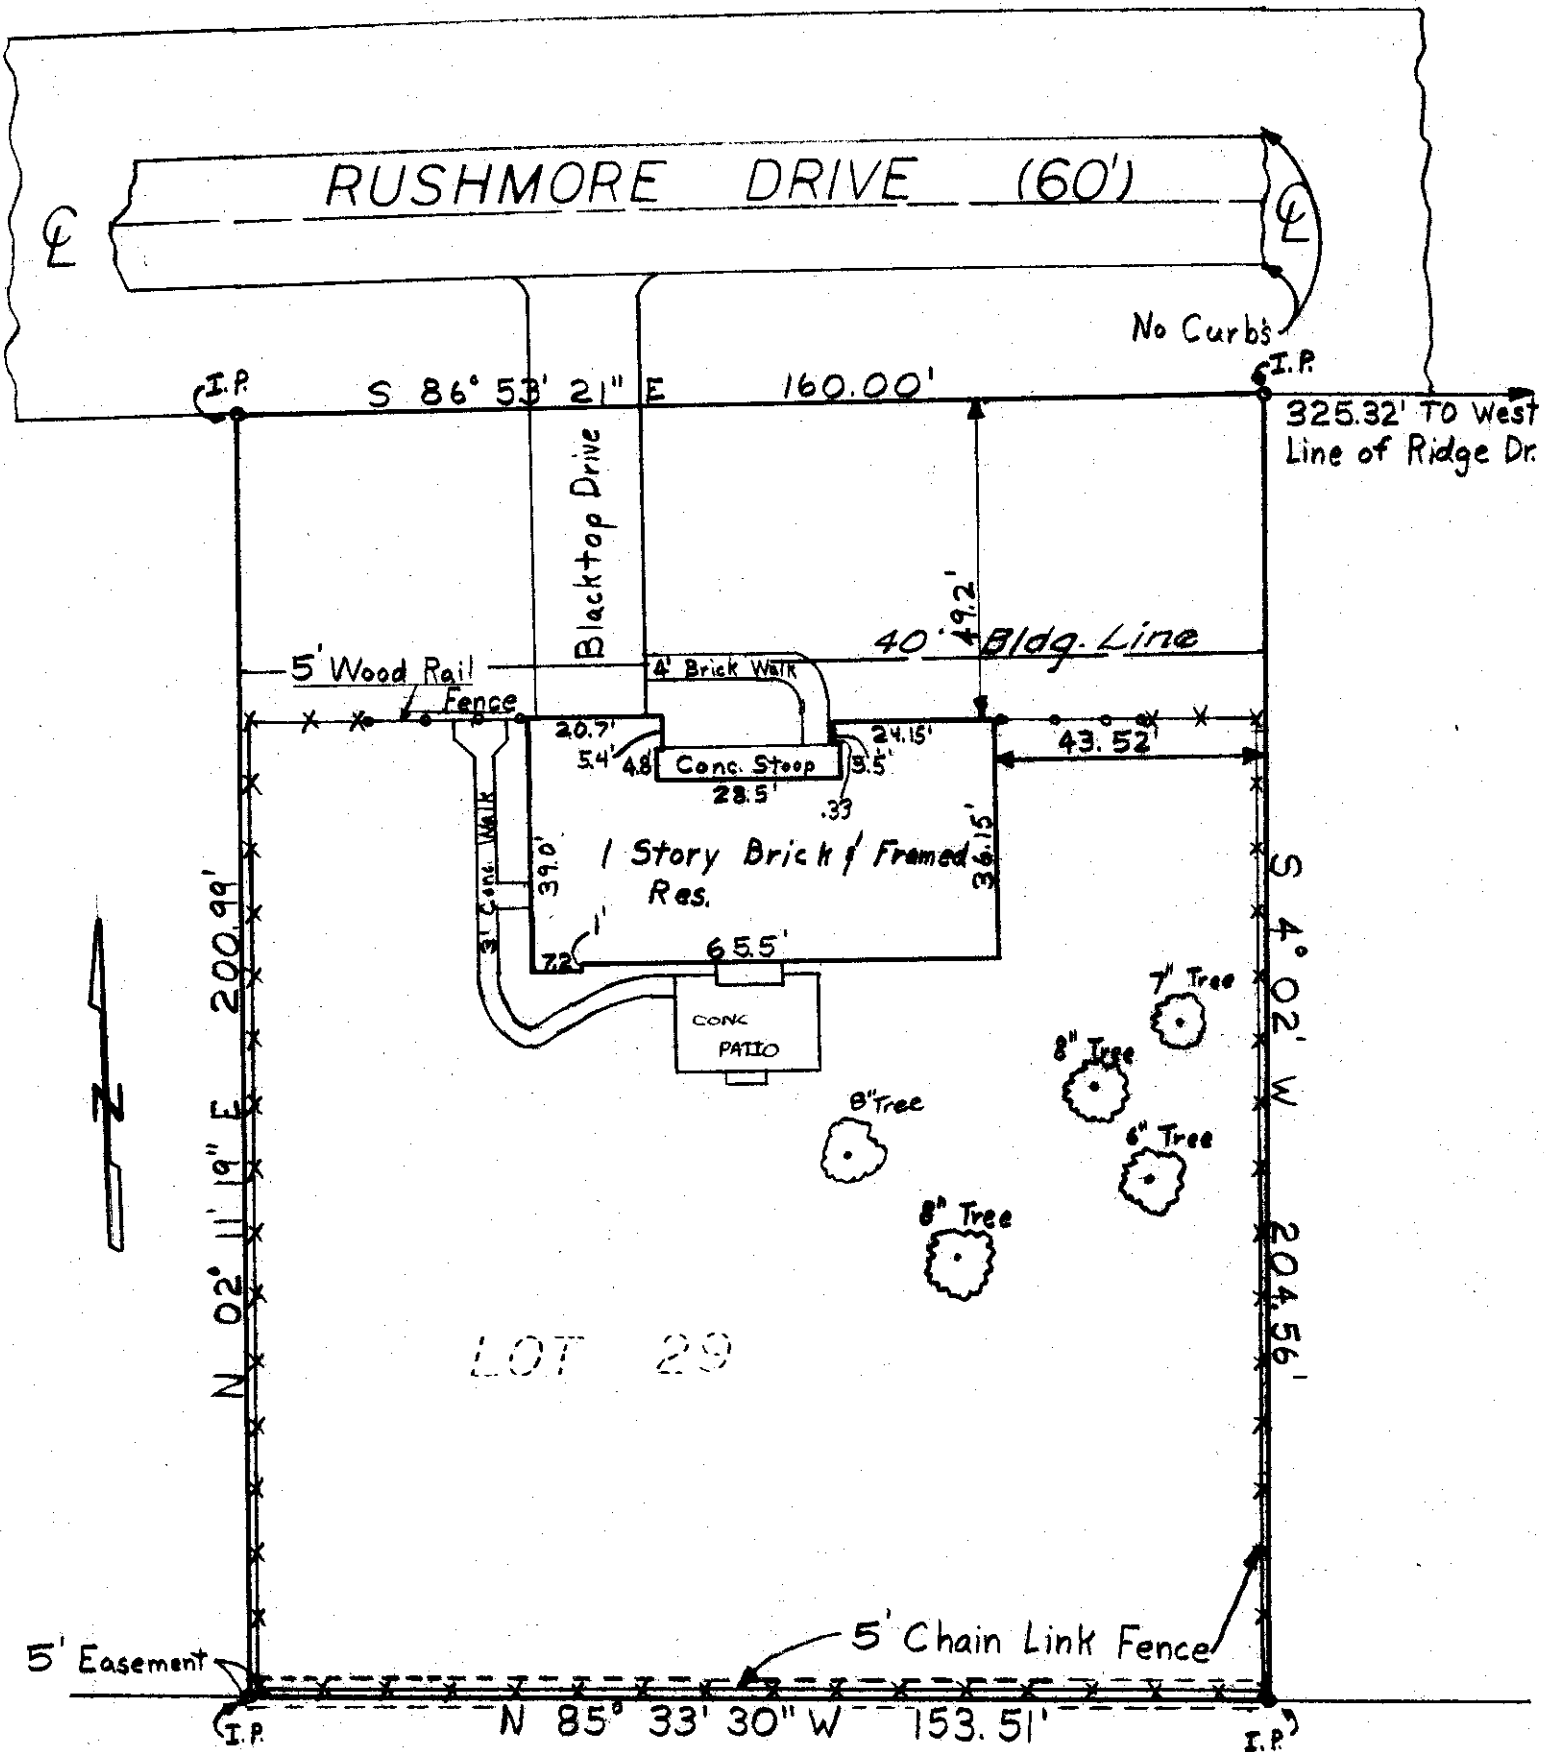 RUSHMORE DRIVE (60')
℄
℄
No Curbs
I.P.
S 86° 53' 21" E 160.00'
I.P.
325.32' TO West
Line of Ridge Dr.
Blacktop Drive
49.2'
40' Bldg. Line
5' Wood Rail
Fence
4' Brick Walk
20.7'
24.15'
43.52'
5.4'
4.8'
Conc. Stoop
3.5'
28.5'
.33
3' Conc. Walk
39.0'
1 Story Brick & Framed
Res.
36.15'
1'
7.2
65.5'
CONC
PATIO
N 02° 11' 19" E 200.99'
S 4° 02' W 204.56'
N
7" Tree
8" Tree
8" Tree
6" Tree
8" Tree
LOT 29
5' Chain Link Fence
5' Easement
I.P.
N 85° 33' 30" W 153.51'
I.P.